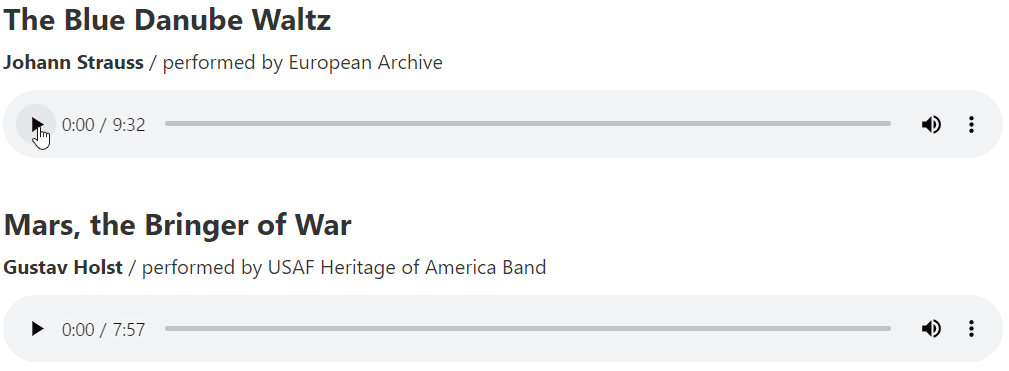 The Blue Danube Waltz
Johann Strauss / performed by European Archive
0:00 / 9:32
Mars, the Bringer of War
Gustav Holst / performed by USAF Heritage of America Band
0:00 / 7:57